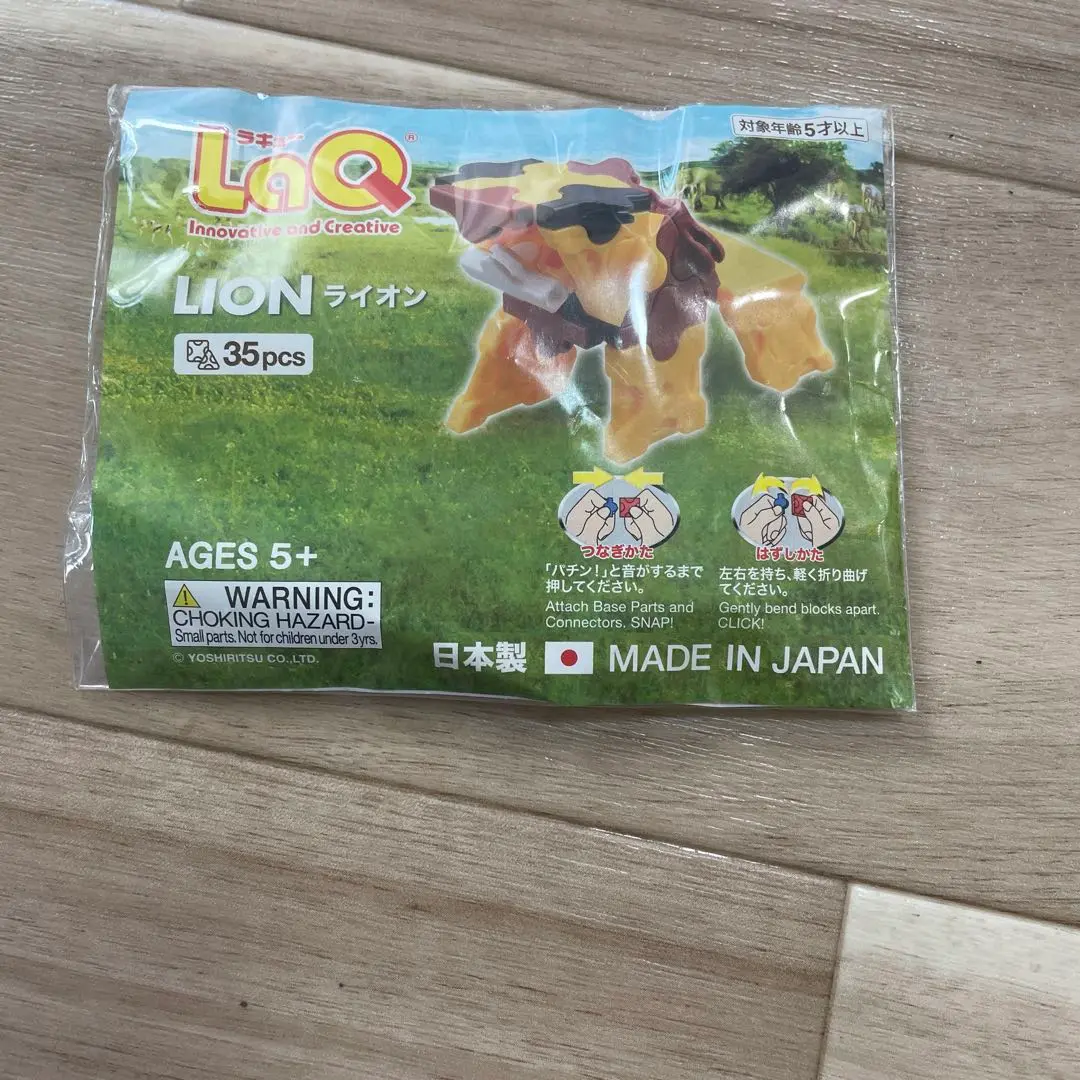 ラキュー
LaQ®
Innovative and Creative
対象年齢5才以上
LION ライオン
35pcs
つなぎかた
「パチン!」と音がするまで
押してください。
Attach Base Parts and
Connectors. SNAP!
はずしかた
左右を持ち、軽く折り曲げ
てください。
Gently bend blocks apart.
CLICK!
AGES 5+
WARNING:
CHOKING HAZARD-
Small parts. Not for children under 3yrs.
© YOSHIRITSU CO.,LTD.
日本製 MADE IN JAPAN